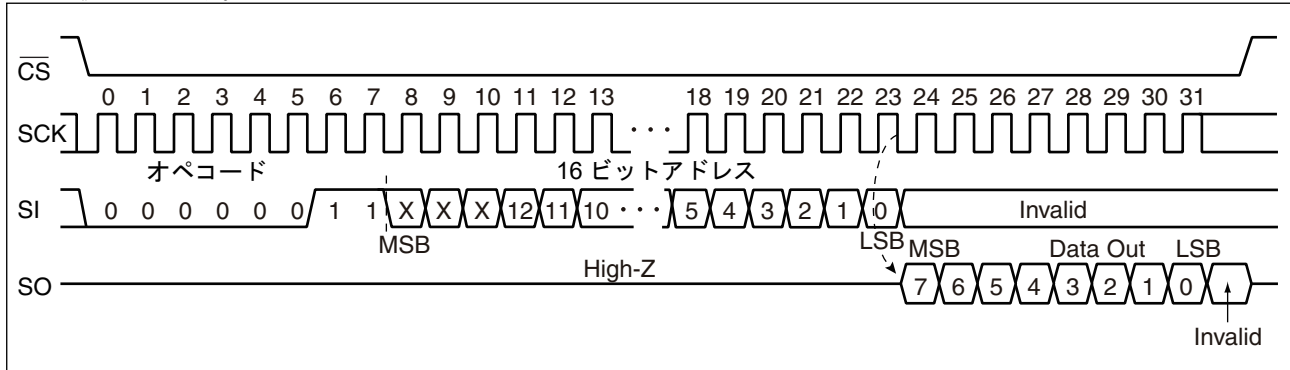 CS
0 1 2 3 4 5 6 7 8 9 10 11 12 13 18 19 20 21 22 23 24 25 26 27 28 29 30 31
SCK · · ·
オペコード 16 ビットアドレス
SI 0 0 0 0 0 0 1 1 X X X 12 11 10 · · · 5 4 3 2 1 0 Invalid
MSB LSB MSB Data Out LSB
High-Z
SO 7 6 5 4 3 2 1 0
Invalid